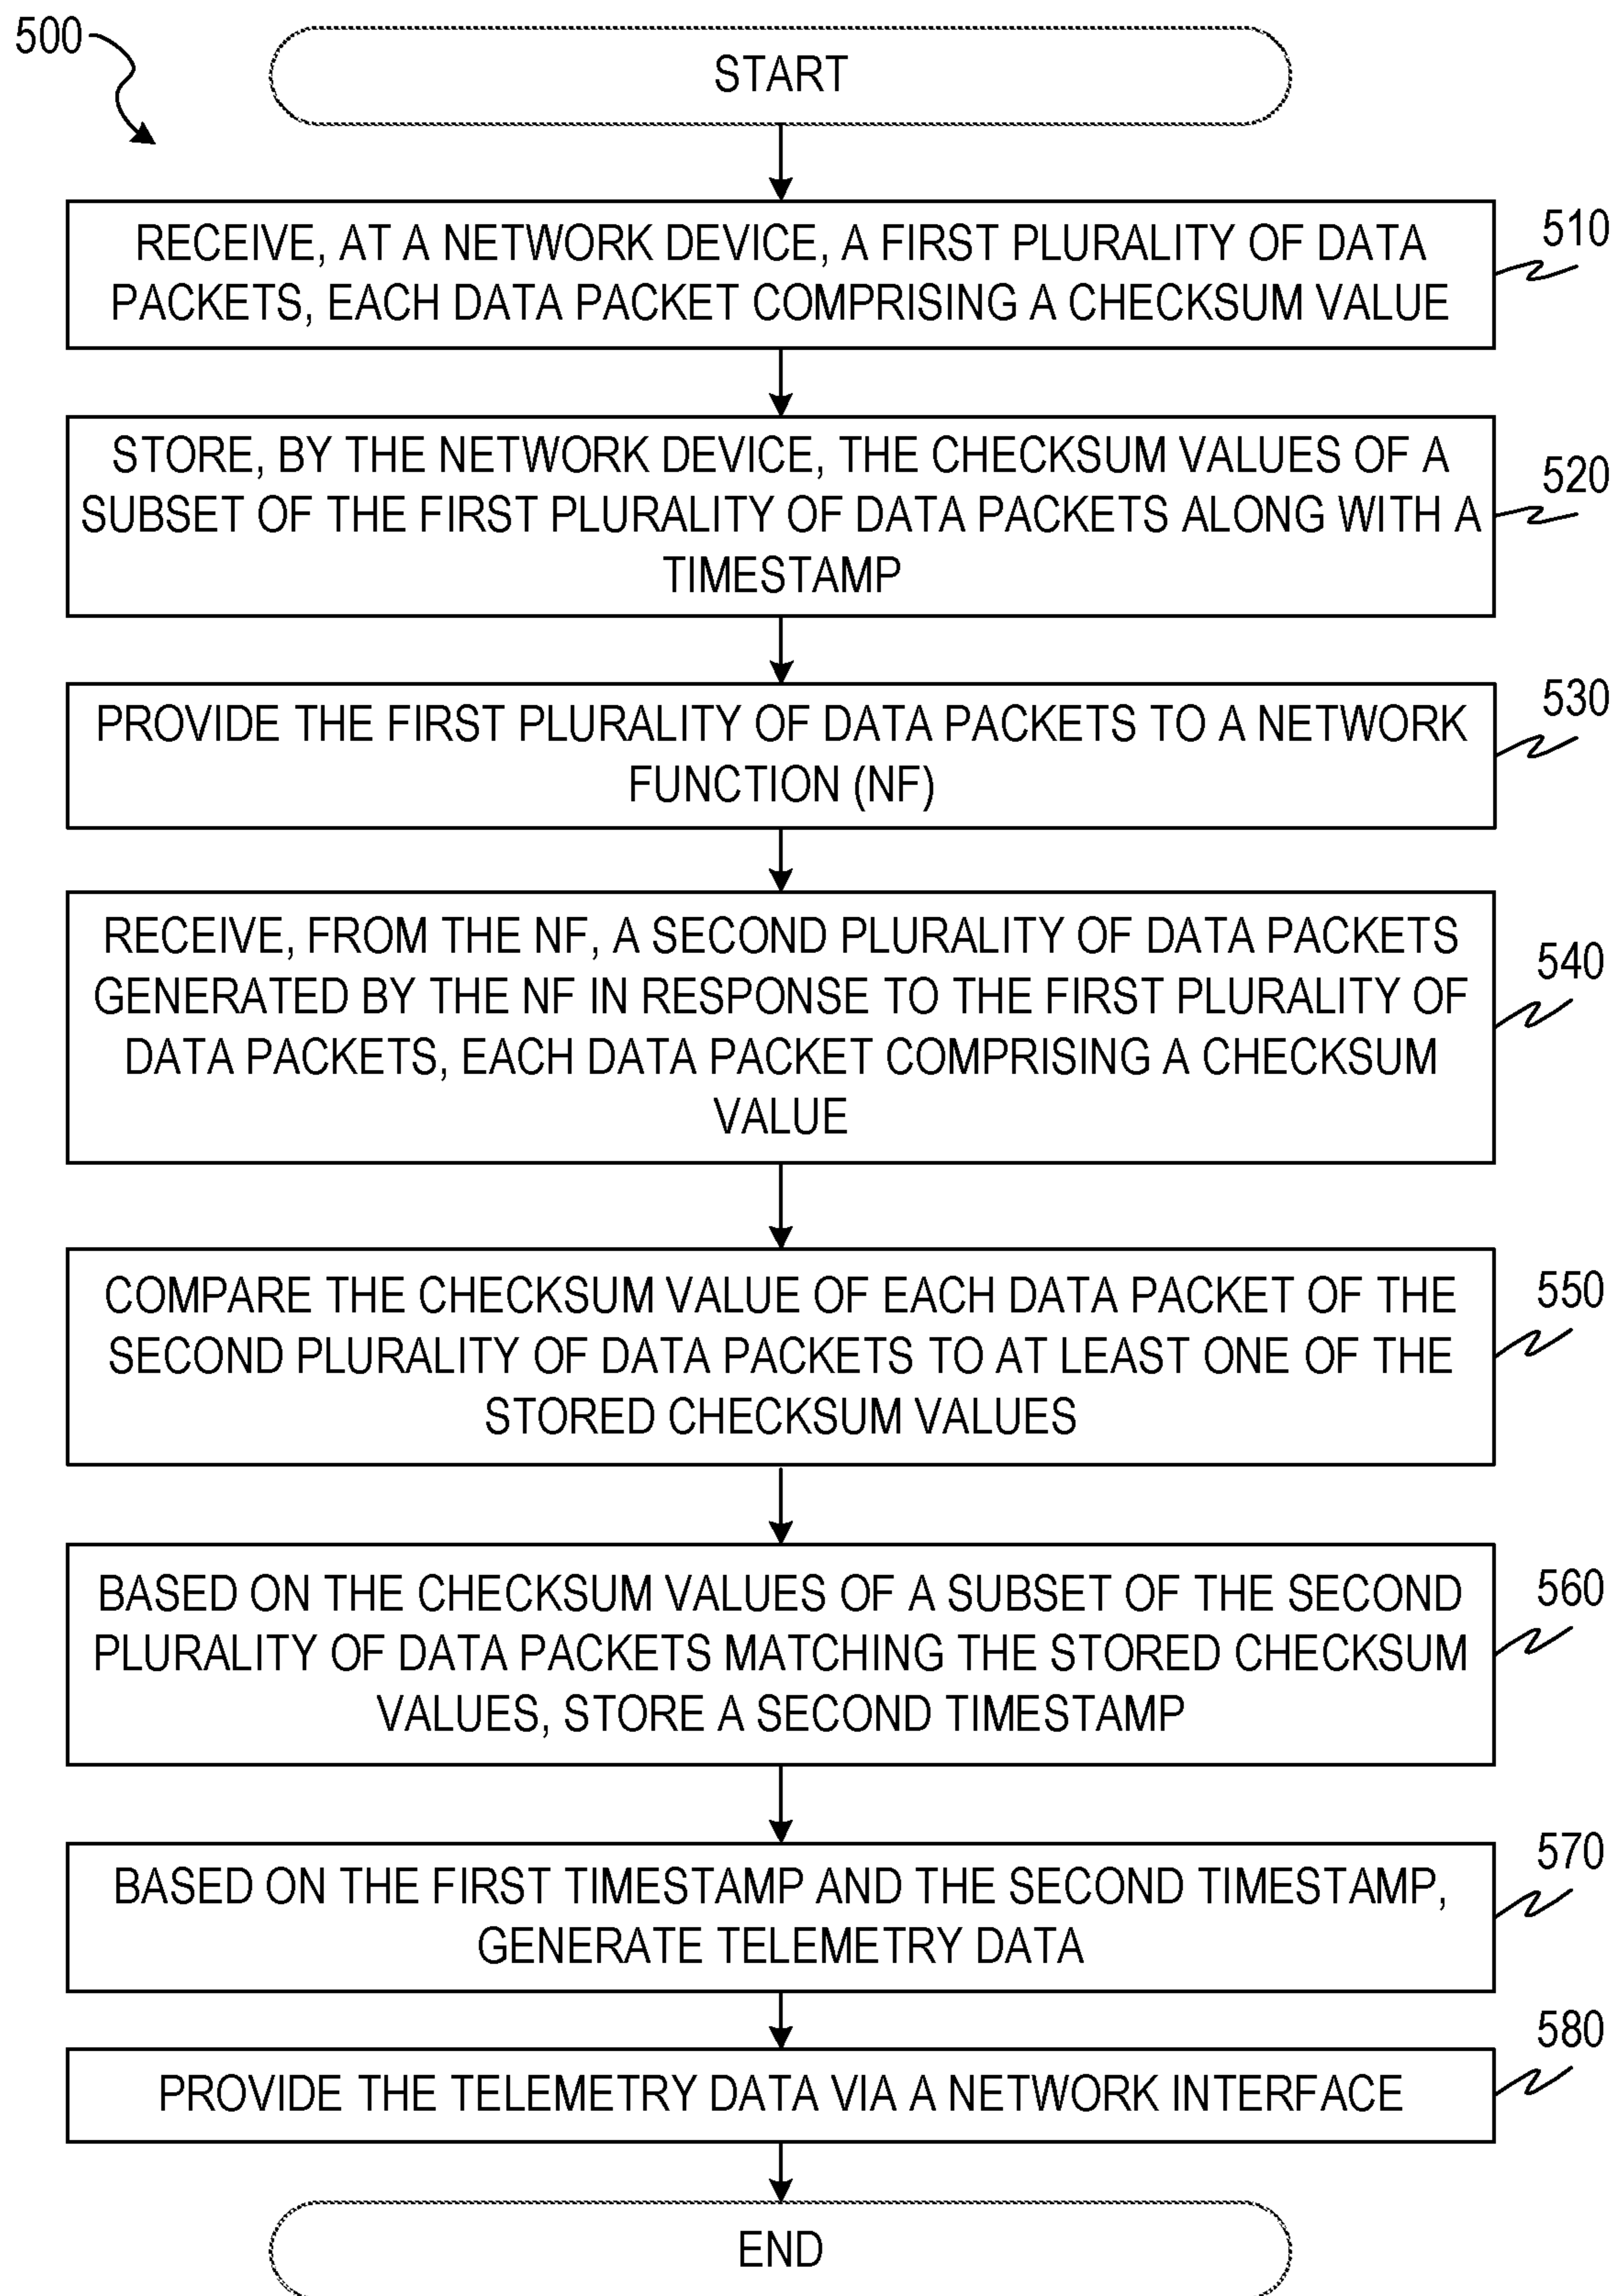 500
START
510
RECEIVE, AT A NETWORK DEVICE, A FIRST PLURALITY OF DATA
PACKETS, EACH DATA PACKET COMPRISING A CHECKSUM VALUE
520
STORE, BY THE NETWORK DEVICE, THE CHECKSUM VALUES OF A
SUBSET OF THE FIRST PLURALITY OF DATA PACKETS ALONG WITH A
TIMESTAMP
530
PROVIDE THE FIRST PLURALITY OF DATA PACKETS TO A NETWORK
FUNCTION (NF)
540
RECEIVE, FROM THE NF, A SECOND PLURALITY OF DATA PACKETS
GENERATED BY THE NF IN RESPONSE TO THE FIRST PLURALITY OF
DATA PACKETS, EACH DATA PACKET COMPRISING A CHECKSUM
VALUE
550
COMPARE THE CHECKSUM VALUE OF EACH DATA PACKET OF THE
SECOND PLURALITY OF DATA PACKETS TO AT LEAST ONE OF THE
STORED CHECKSUM VALUES
560
BASED ON THE CHECKSUM VALUES OF A SUBSET OF THE SECOND
PLURALITY OF DATA PACKETS MATCHING THE STORED CHECKSUM
VALUES, STORE A SECOND TIMESTAMP
570
BASED ON THE FIRST TIMESTAMP AND THE SECOND TIMESTAMP,
GENERATE TELEMETRY DATA
580
PROVIDE THE TELEMETRY DATA VIA A NETWORK INTERFACE
END